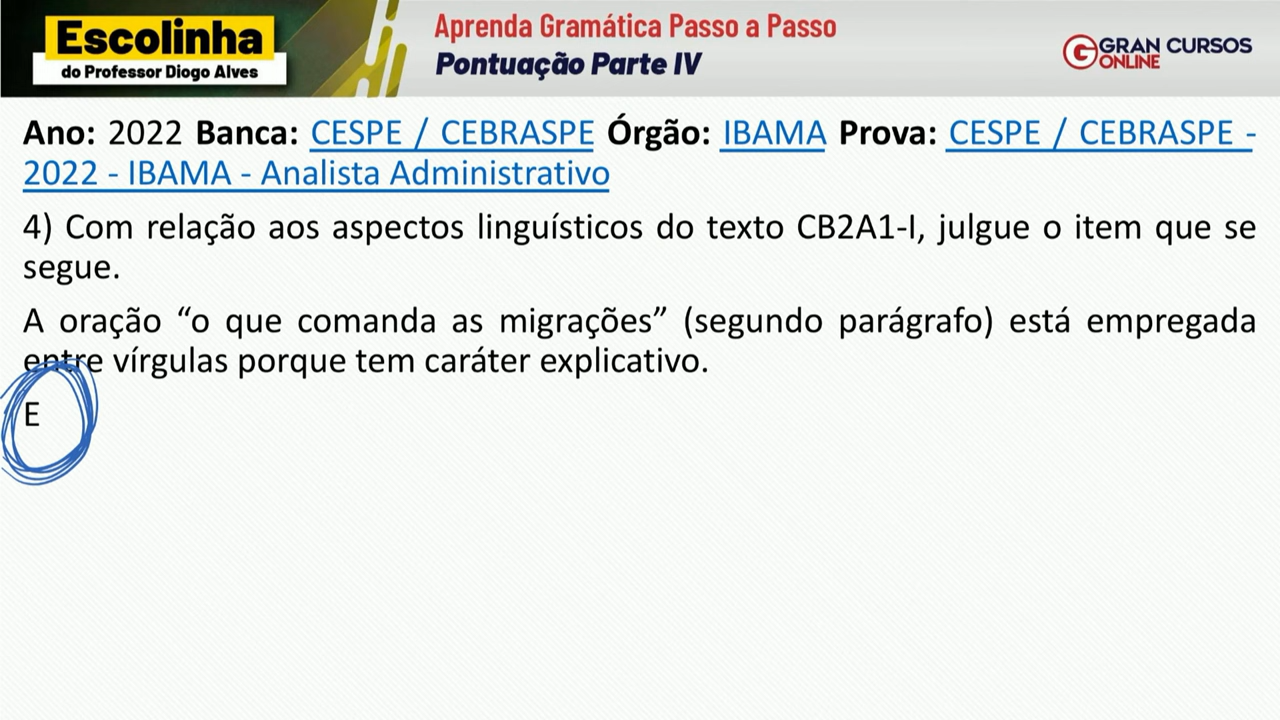 Escolinha
do Professor Diogo Alves
Aprenda Gramática Passo a Passo
Pontuação Parte IV
GRAN CURSOS
ONLINE
Ano: 2022 Banca: CESPE / CEBRASPE Órgão: IBAMA Prova: CESPE / CEBRASPE -
2022 - IBAMA - Analista Administrativo
4) Com relação aos aspectos linguísticos do texto CB2A1-I, julgue o item que se
segue.
A oração “o que comanda as migrações” (segundo parágrafo) está empregada
entre vírgulas porque tem caráter explicativo.
E